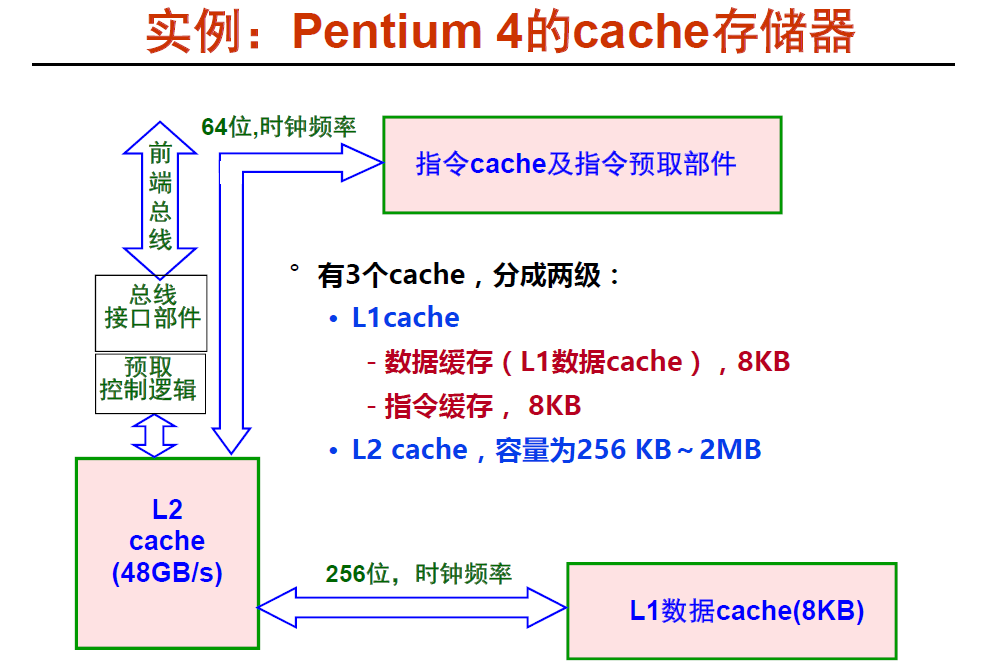 实例：Pentium 4的cache存储器
64位,时钟频率
前
端
总
线
指令cache及指令预取部件
总线
接口部件
预取
控制逻辑
° 有3个cache，分成两级：
• L1cache
- 数据缓存（L1数据cache），8KB
- 指令缓存， 8KB
• L2 cache，容量为256 KB～2MB
L2
cache
(48GB/s)
256位，时钟频率
L1数据cache(8KB)